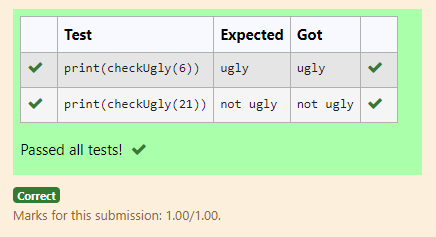 Test Expected Got
print(checkUgly(6)) ugly ugly
print(checkUgly(21)) not ugly not ugly
Passed all tests!
Correct
Marks for this submission: 1.00/1.00.